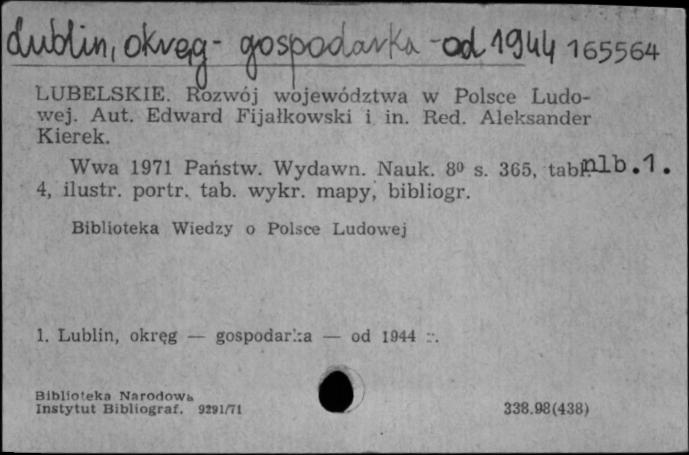 Lublin, okręg - gospodarka - od 1944 165564
LUBELSKIE. Rozwój województwa w Polsce Ludo-
wej. Aut. Edward Fijałkowski i in. Red. Aleksander
Kierek.
Wwa 1971 Państw. Wydawn. Nauk. 8⁰ s. 365, tabl. nlb.1.
4, ilustr. portr. tab. wykr. mapy, bibliogr.
Biblioteka Wiedzy o Polsce Ludowej
1. Lublin, okręg — gospodarka — od 1944 r.
Biblioteka Narodowa
Instytut Bibliograf. 9291/71
338.98(438)